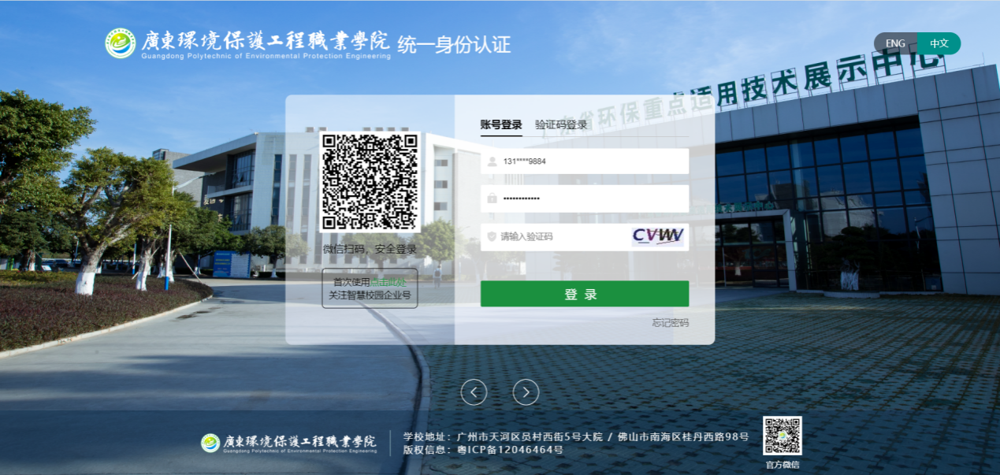 廣東環境保護工程職業學院 统一身份认证
Guangdong Polytechnic of Environmental Protection Engineering
ENG 中文
省环保重点适用技术展示中心
账号登录 验证码登录
131****9884
••••••••••••
请输入验证码 CVWN
微信扫码，安全登录
首次使用点击此处
关注智慧校园企业号
登 录
忘记密码
廣東環境保護工程職業學院
Guangdong Polytechnic of Environmental Protection Engineering
学校地址：广州市天河区员村西街5号大院 / 佛山市南海区桂丹西路98号
版权信息：粤ICP备12046464号
官方微信